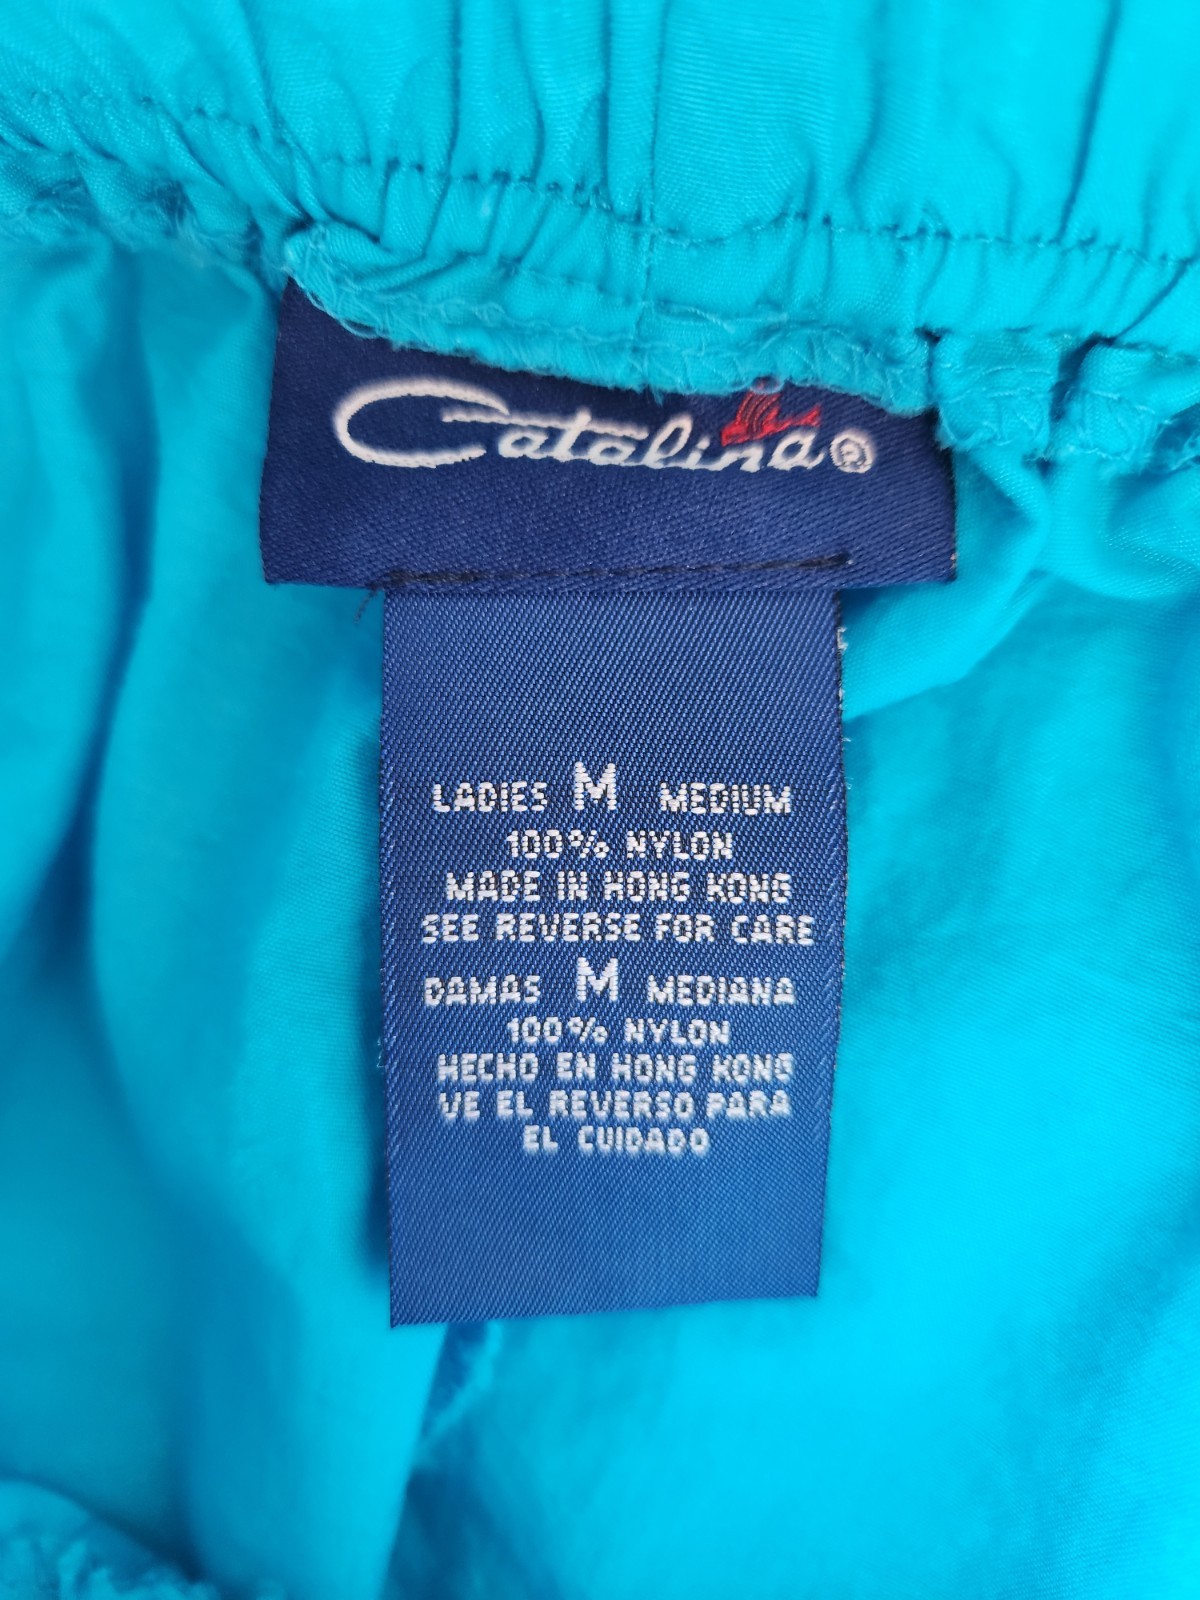 Catalina®
LADIES M MEDIUM
100% NYLON
MADE IN HONG KONG
SEE REVERSE FOR CARE
DAMAS M MEDIANA
100% NYLON
HECHO EN HONG KONG
VE EL REVERSO PARA
EL CUIDADO